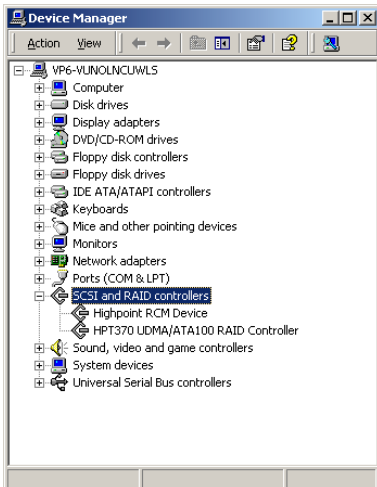 Device Manager
Action View
VP6-VUNOLNCUWLS
Computer
Disk drives
Display adapters
DVD/CD-ROM drives
Floppy disk controllers
Floppy disk drives
IDE ATA/ATAPI controllers
Keyboards
Mice and other pointing devices
Monitors
Network adapters
Ports (COM & LPT)
SCSI and RAID controllers
Highpoint RCM Device
HPT370 UDMA/ATA100 RAID Controller
Sound, video and game controllers
System devices
Universal Serial Bus controllers